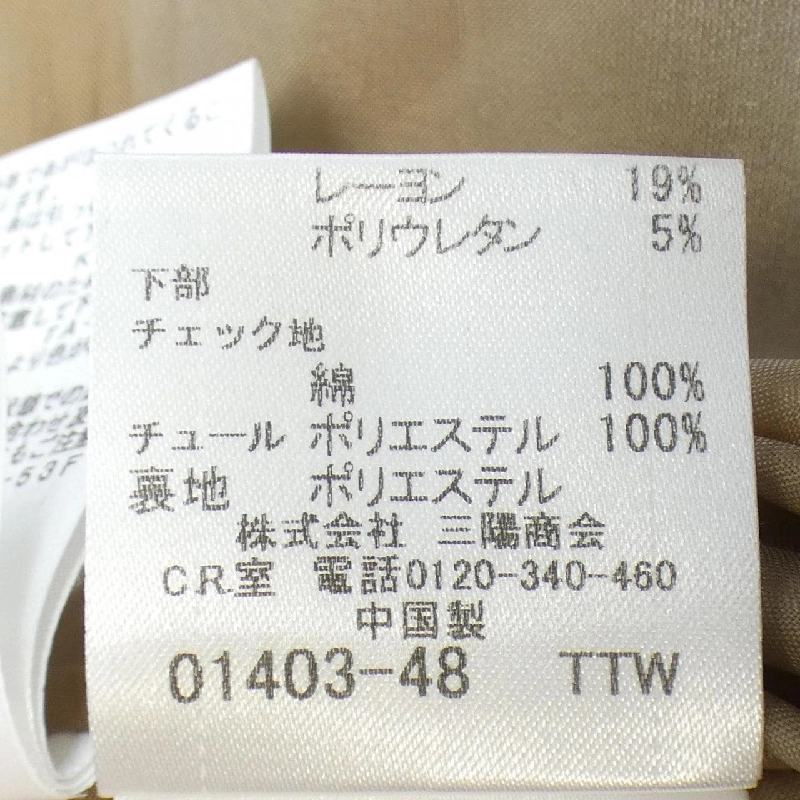 レーヨン 19%
ポリウレタン 5%
下部
チェック地
綿 100%
チュール ポリエステル 100%
裏地 ポリエステル
株式会社 三陽商会
C.R.室 電話0120-340-460
中国製
01403-48 TTW
-53F